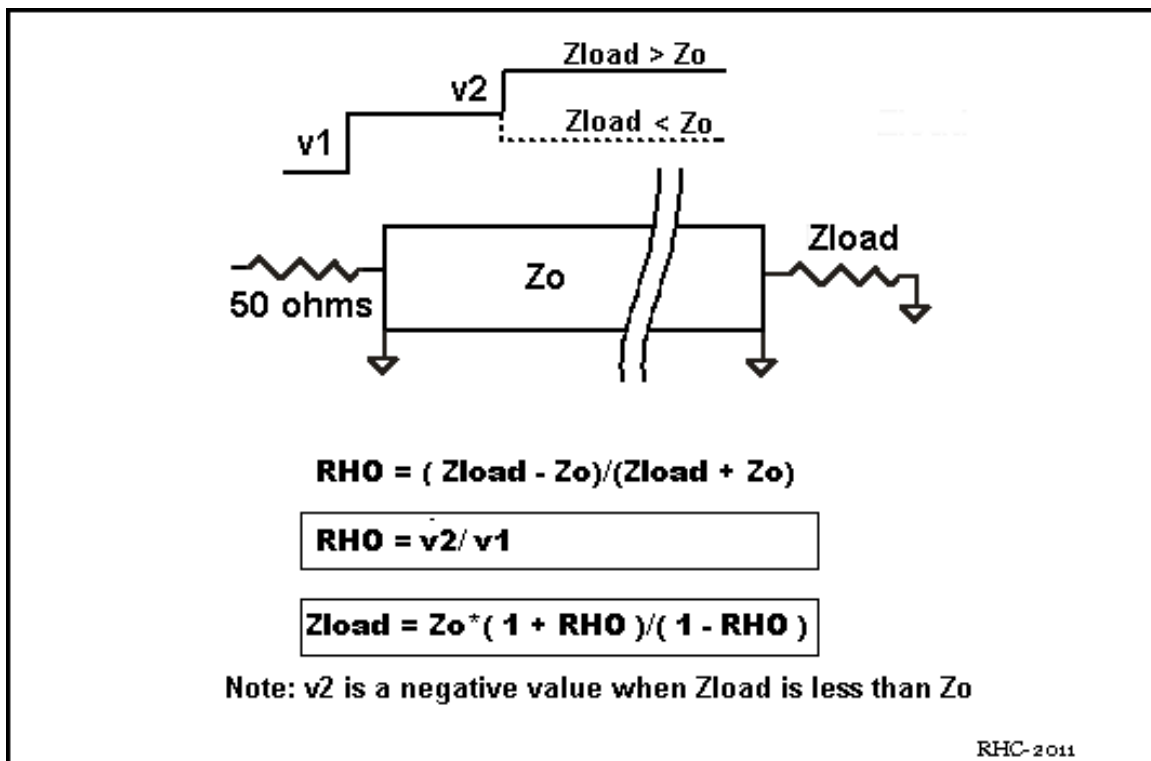 Zload > Zo
v2
Zload < Zo
v1
Zload
Zo
50 ohms
RHO = ( Zload - Zo)/(Zload + Zo)
RHO = v2/ v1
Zload = Zo*( 1 + RHO )/( 1 - RHO )
Note: v2 is a negative value when Zload is less than Zo
RHC-2011